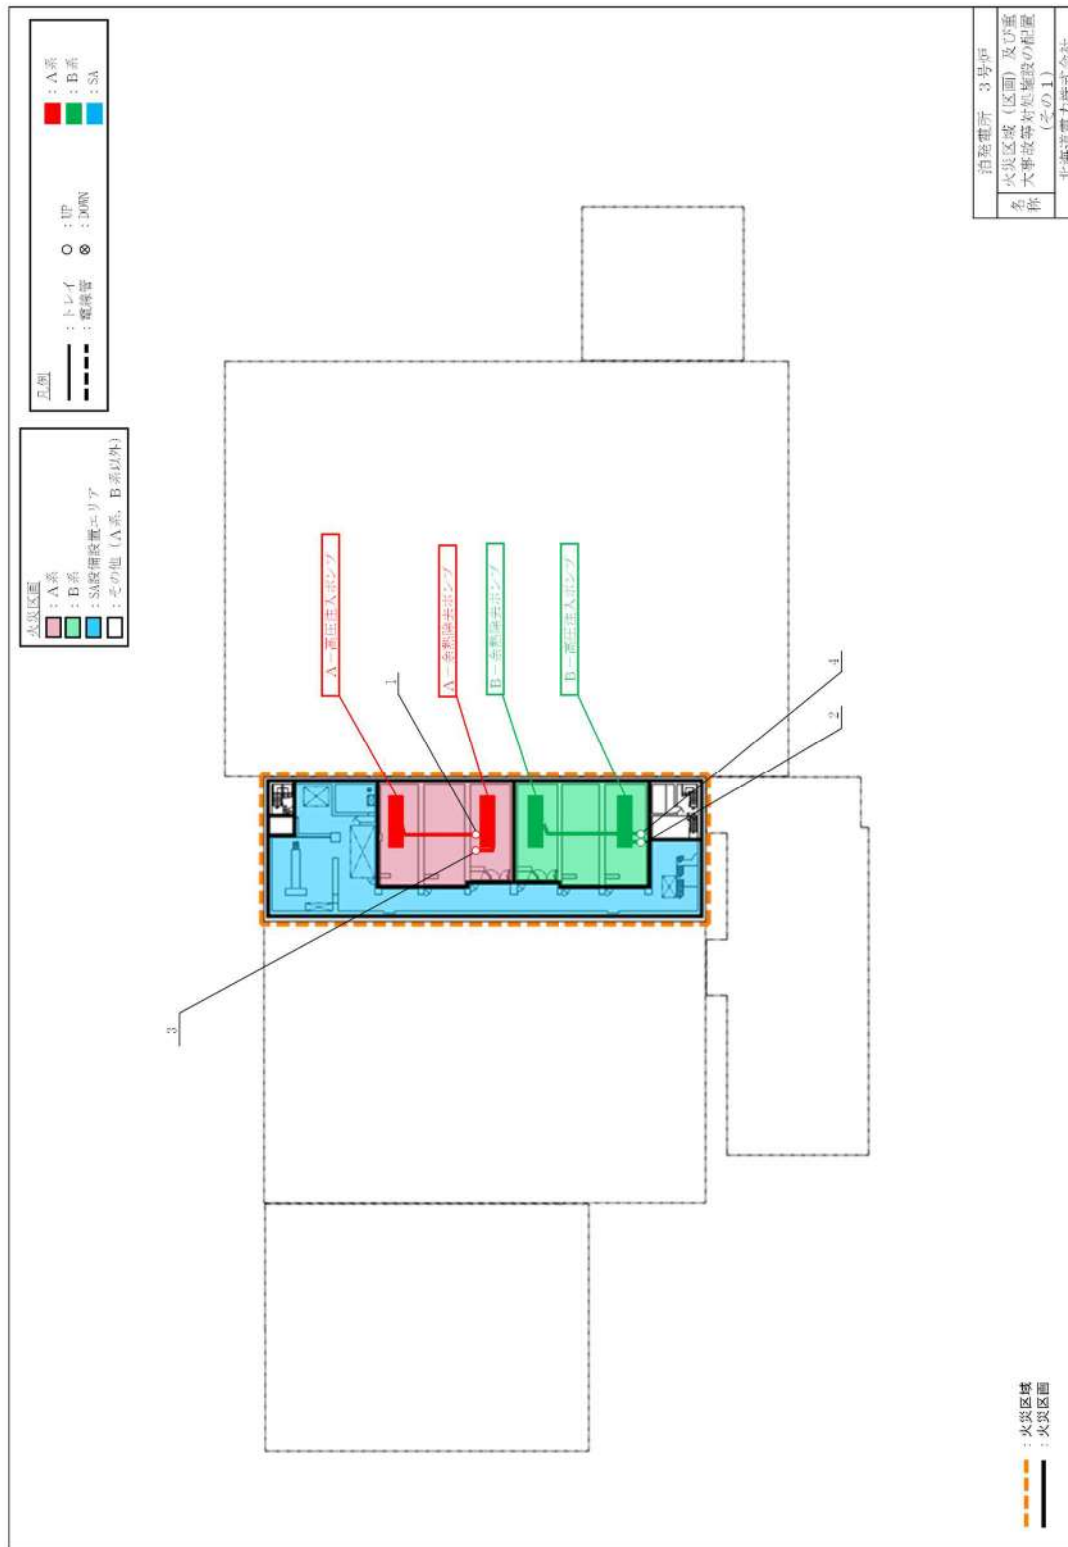 火災区画
：A系
：B系
：SA設備設置エリア
：その他（A系，B系以外）
凡例
：トレイ
：電線管
：UP
：DOWN
：A系
：B系
：SA
A－高圧注入ポンプ
1
A－余熱除去ポンプ
B－余熱除去ポンプ
B－高圧注入ポンプ
3
4
2
：火災区域
：火災区画
泊発電所　3号炉
名称
火災区域（区画）及び重
大事故等対処施設の配置
（その1）
北海道電力株式会社